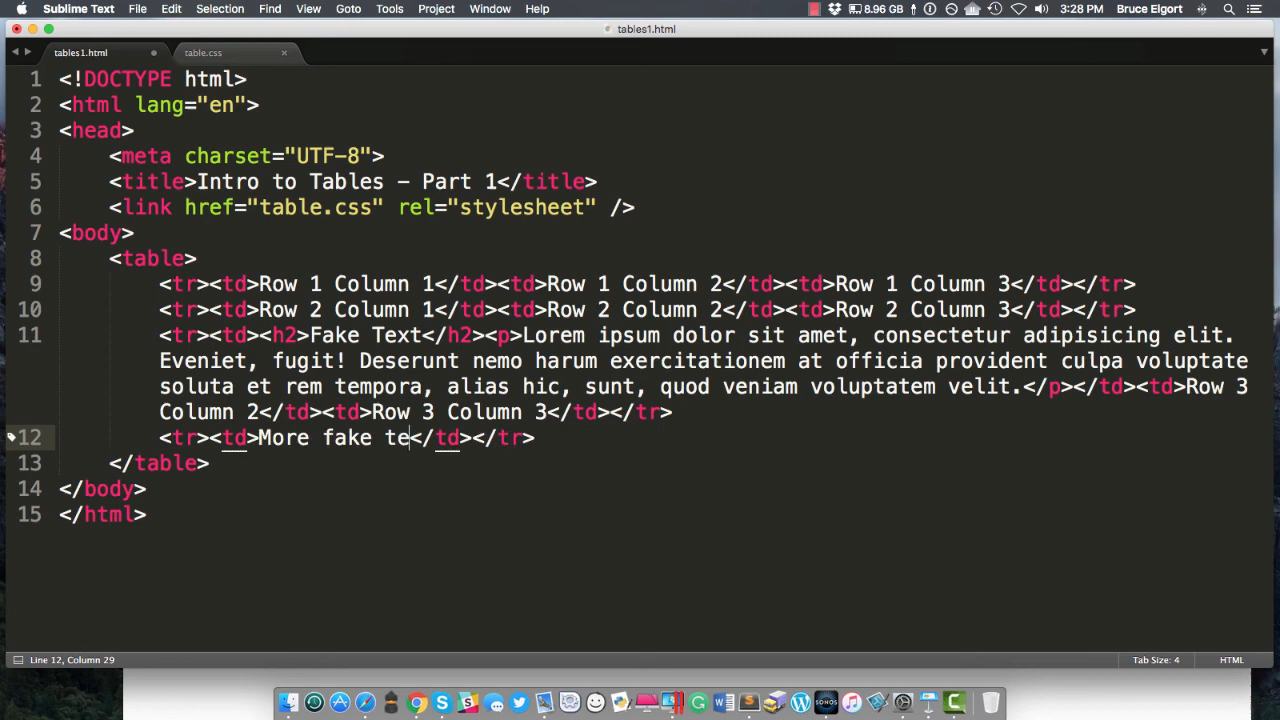 Sublime Text File Edit Selection Find View Goto Tools Project Window Help 8.96 GB 3:28 PM Bruce Elgort
tables1.html
tables1.html table.css
1 <!DOCTYPE html>
2 <html lang="en">
3 <head>
4 <meta charset="UTF-8">
5 <title>Intro to Tables - Part 1</title>
6 <link href="table.css" rel="stylesheet" />
7 <body>
8 <table>
9 <tr><td>Row 1 Column 1</td><td>Row 1 Column 2</td><td>Row 1 Column 3</td></tr>
10 <tr><td>Row 2 Column 1</td><td>Row 2 Column 2</td><td>Row 2 Column 3</td></tr>
11 <tr><td><h2>Fake Text</h2><p>Lorem ipsum dolor sit amet, consectetur adipisicing elit.
Eveniet, fugit! Deserunt nemo harum exercitationem at officia provident culpa voluptate
soluta et rem tempora, alias hic, sunt, quod veniam voluptatem velit.</p></td><td>Row 3
Column 2</td><td>Row 3 Column 3</td></tr>
12 <tr><td>More fake te</td></tr>
13 </table>
14 </body>
15 </html>
Line 12, Column 29 Tab Size: 4 HTML
SONOS